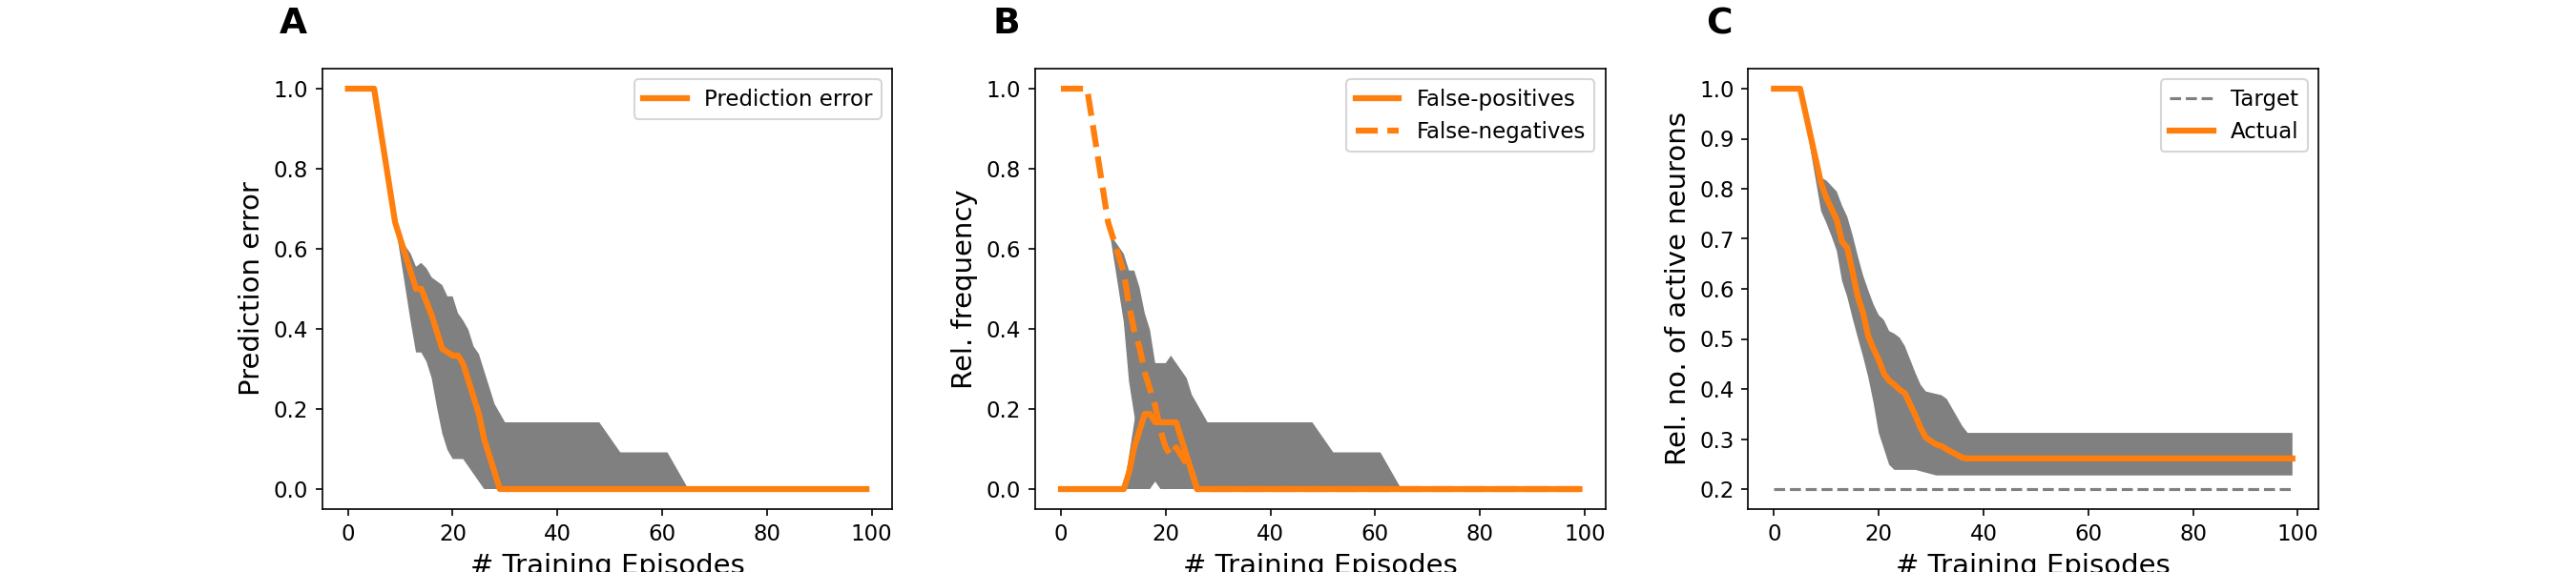 A
Prediction error
1.0
0.8
0.6
0.4
0.2
0.0
Prediction error
0 20 40 60 80 100
# Training Episodes
B
False-positives
False-negatives
1.0
0.8
0.6
0.4
0.2
0.0
Rel. frequency
0 20 40 60 80 100
# Training Episodes
C
Target
Actual
1.0
0.9
0.8
0.7
0.6
0.5
0.4
0.3
0.2
Rel. no. of active neurons
0 20 40 60 80 100
# Training Episodes